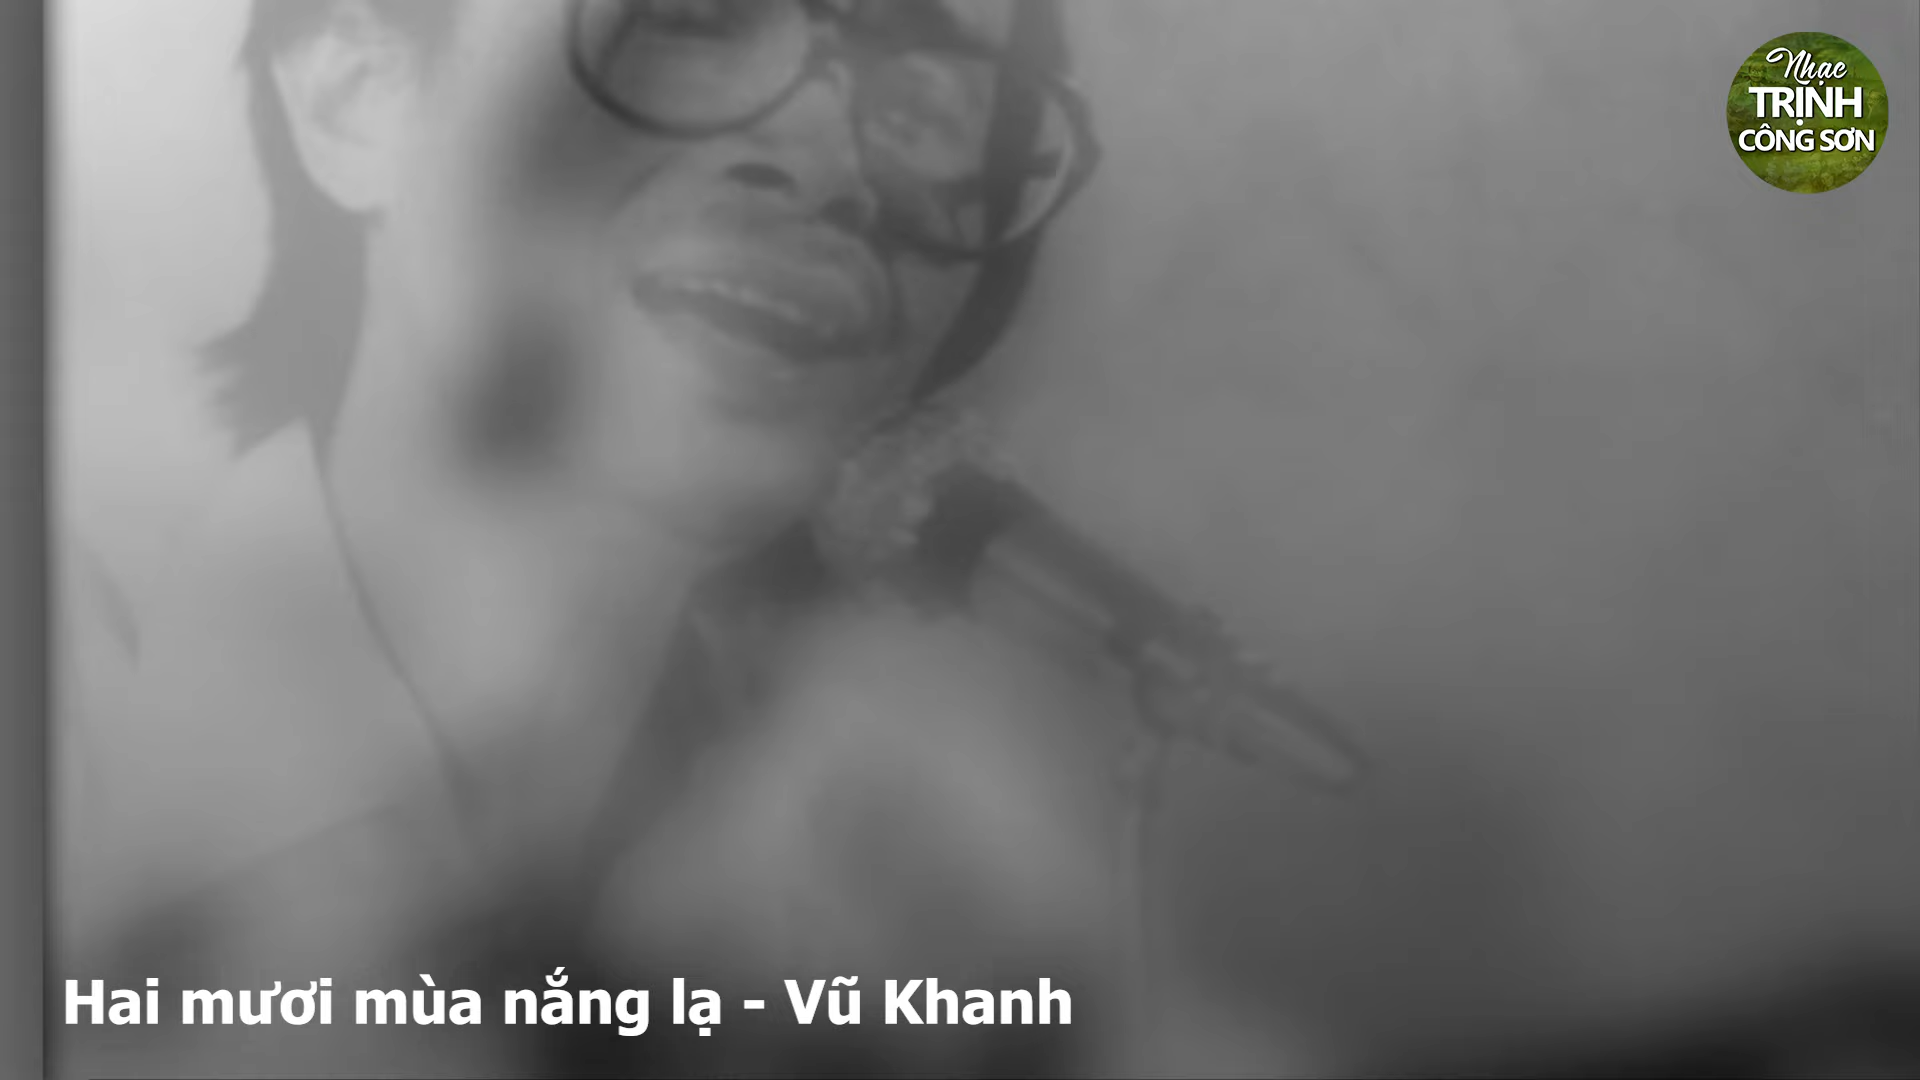 Nhạc
TRỊNH
CÔNG SƠN
Hai mươi mùa nắng lạ - Vũ Khanh